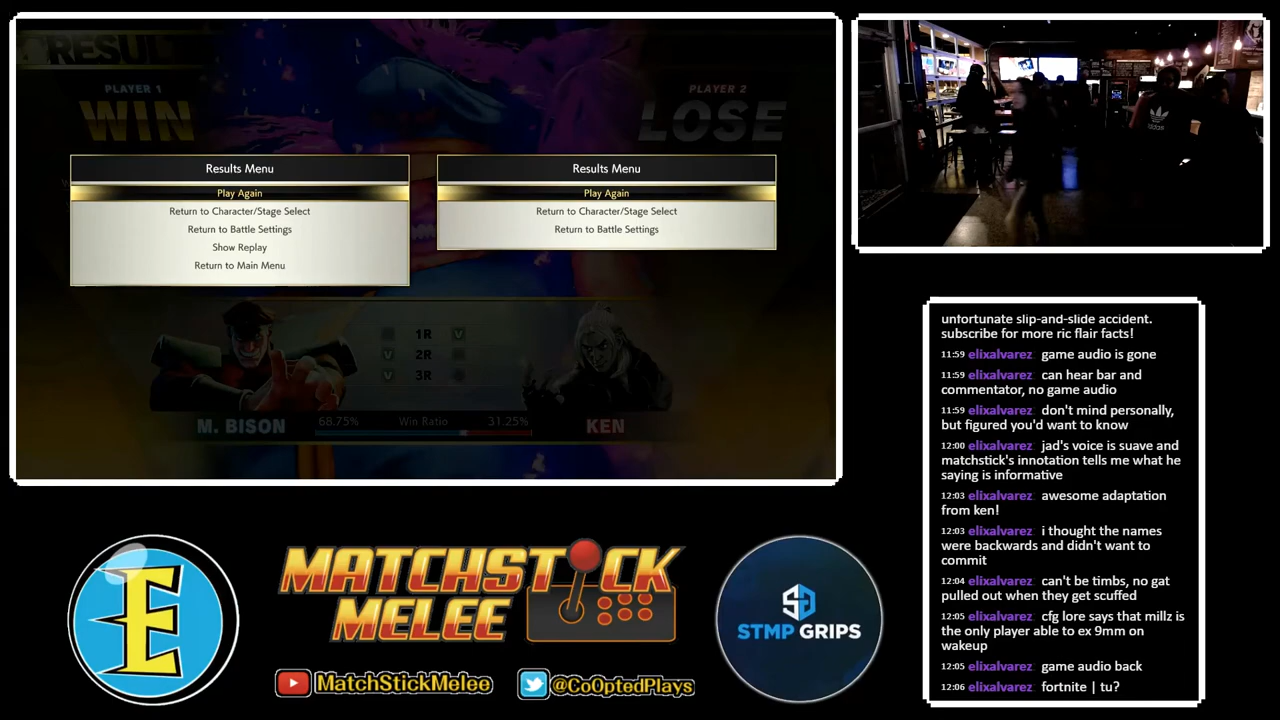 RESULT
PLAYER 1
WIN
PLAYER 2
LOSE
Results Menu
Play Again
Return to Character/Stage Select
Return to Battle Settings
Show Replay
Return to Main Menu
Results Menu
Play Again
Return to Character/Stage Select
Return to Battle Settings
1R V
V 2R
V 3R
M. BISON
68.75% Win Ratio 31.25%
KEN
adidas
unfortunate slip-and-slide accident.
subscribe for more ric flair facts!
11:59 elixalvarez game audio is gone
11:59 elixalvarez can hear bar and
commentator, no game audio
11:59 elixalvarez don't mind personally,
but figured you'd want to know
12:00 elixalvarez jad's voice is suave and
matchstick's innotation tells me what he
saying is informative
12:03 elixalvarez awesome adaptation
from ken!
12:03 elixalvarez i thought the names
were backwards and didn't want to
commit
12:04 elixalvarez can't be timbs, no gat
pulled out when they get scuffed
12:05 elixalvarez cfg lore says that millz is
the only player able to ex 9mm on
wakeup
12:05 elixalvarez game audio back
12:06 elixalvarez fortnite | tu?
E
MATCHSTICK
MELEE
MatchStickMelee
@CoOptedPlays
STMP GRIPS